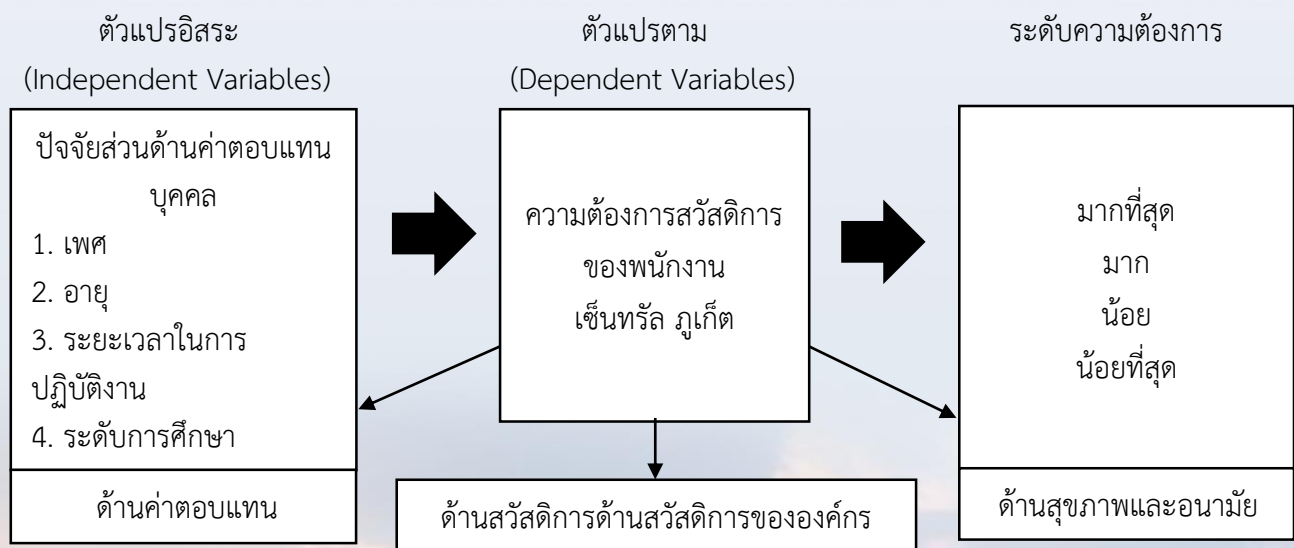 ตัวแปรอิสระ
(Independent Variables)
ตัวแปรตาม
(Dependent Variables)
ระดับความต้องการ
ปัจจัยส่วนด้านค่าตอบแทน
บุคคล
1. เพศ
2. อายุ
3. ระยะเวลาในการ
ปฏิบัติงาน
4. ระดับการศึกษา
ด้านค่าตอบแทน
ความต้องการสวัสดิการ
ของพนักงาน
เซ็นทรัล ภูเก็ต
ด้านสวัสดิการด้านสวัสดิการขององค์กร
มากที่สุด
มาก
น้อย
น้อยที่สุด
ด้านสุขภาพและอนามัย